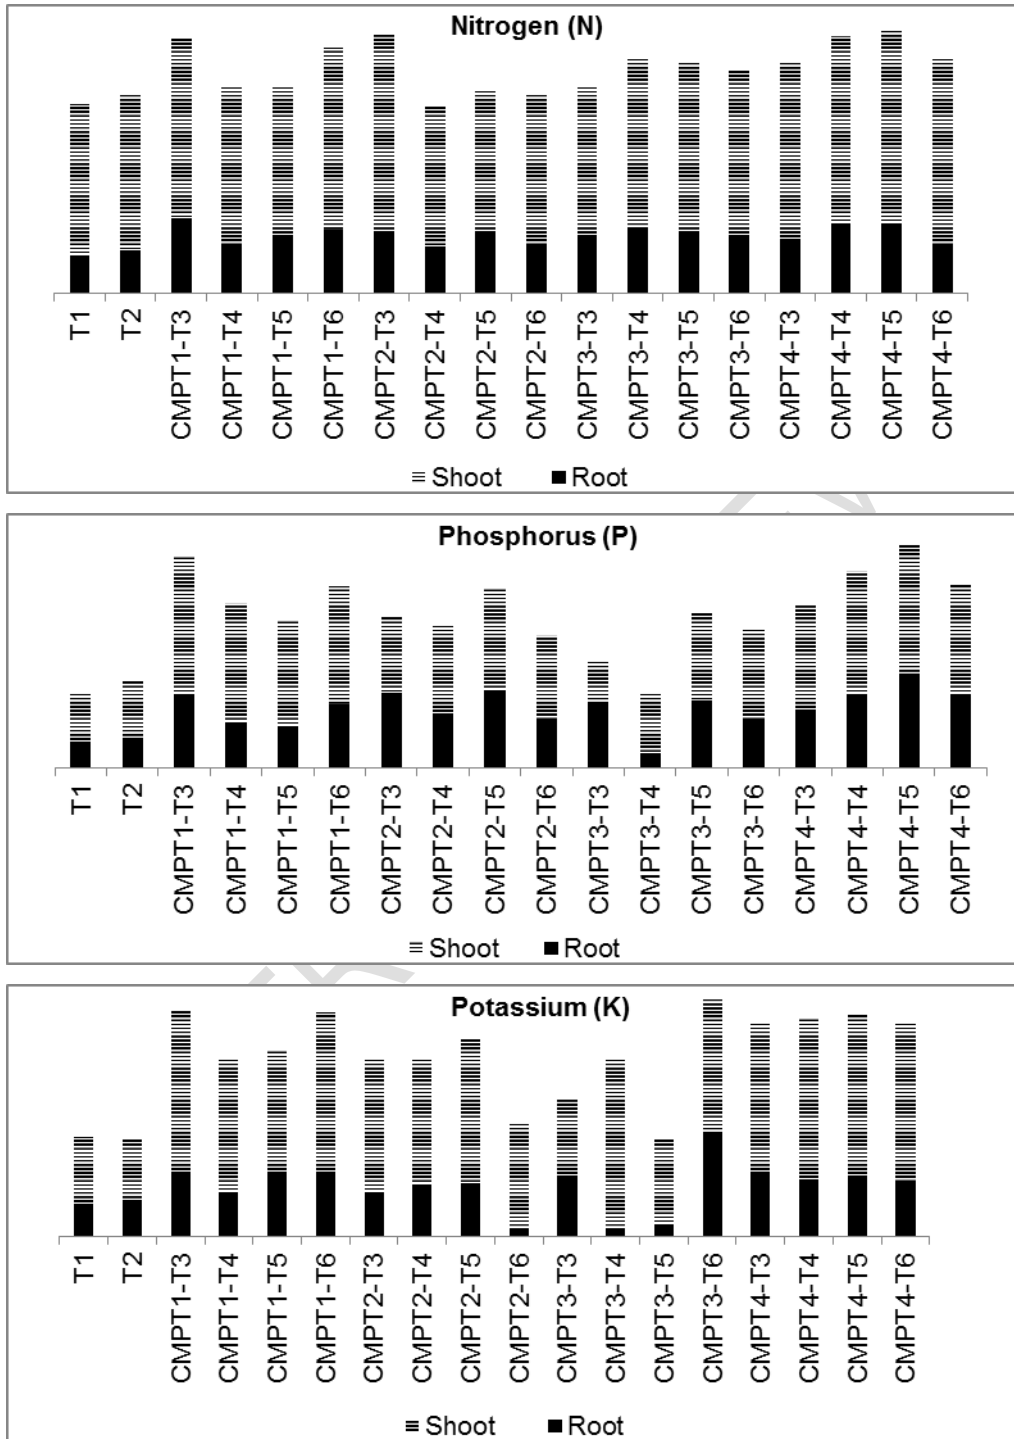 Nitrogen (N)
T1
T2
CMPT1-T3
CMPT1-T4
CMPT1-T5
CMPT1-T6
CMPT2-T3
CMPT2-T4
CMPT2-T5
CMPT2-T6
CMPT3-T3
CMPT3-T4
CMPT3-T5
CMPT3-T6
CMPT4-T3
CMPT4-T4
CMPT4-T5
CMPT4-T6
Shoot Root
Phosphorus (P)
T1
T2
CMPT1-T3
CMPT1-T4
CMPT1-T5
CMPT1-T6
CMPT2-T3
CMPT2-T4
CMPT2-T5
CMPT2-T6
CMPT3-T3
CMPT3-T4
CMPT3-T5
CMPT3-T6
CMPT4-T3
CMPT4-T4
CMPT4-T5
CMPT4-T6
Shoot Root
Potassium (K)
T1
T2
CMPT1-T3
CMPT1-T4
CMPT1-T5
CMPT1-T6
CMPT2-T3
CMPT2-T4
CMPT2-T5
CMPT2-T6
CMPT3-T3
CMPT3-T4
CMPT3-T5
CMPT3-T6
CMPT4-T3
CMPT4-T4
CMPT4-T5
CMPT4-T6
Shoot Root